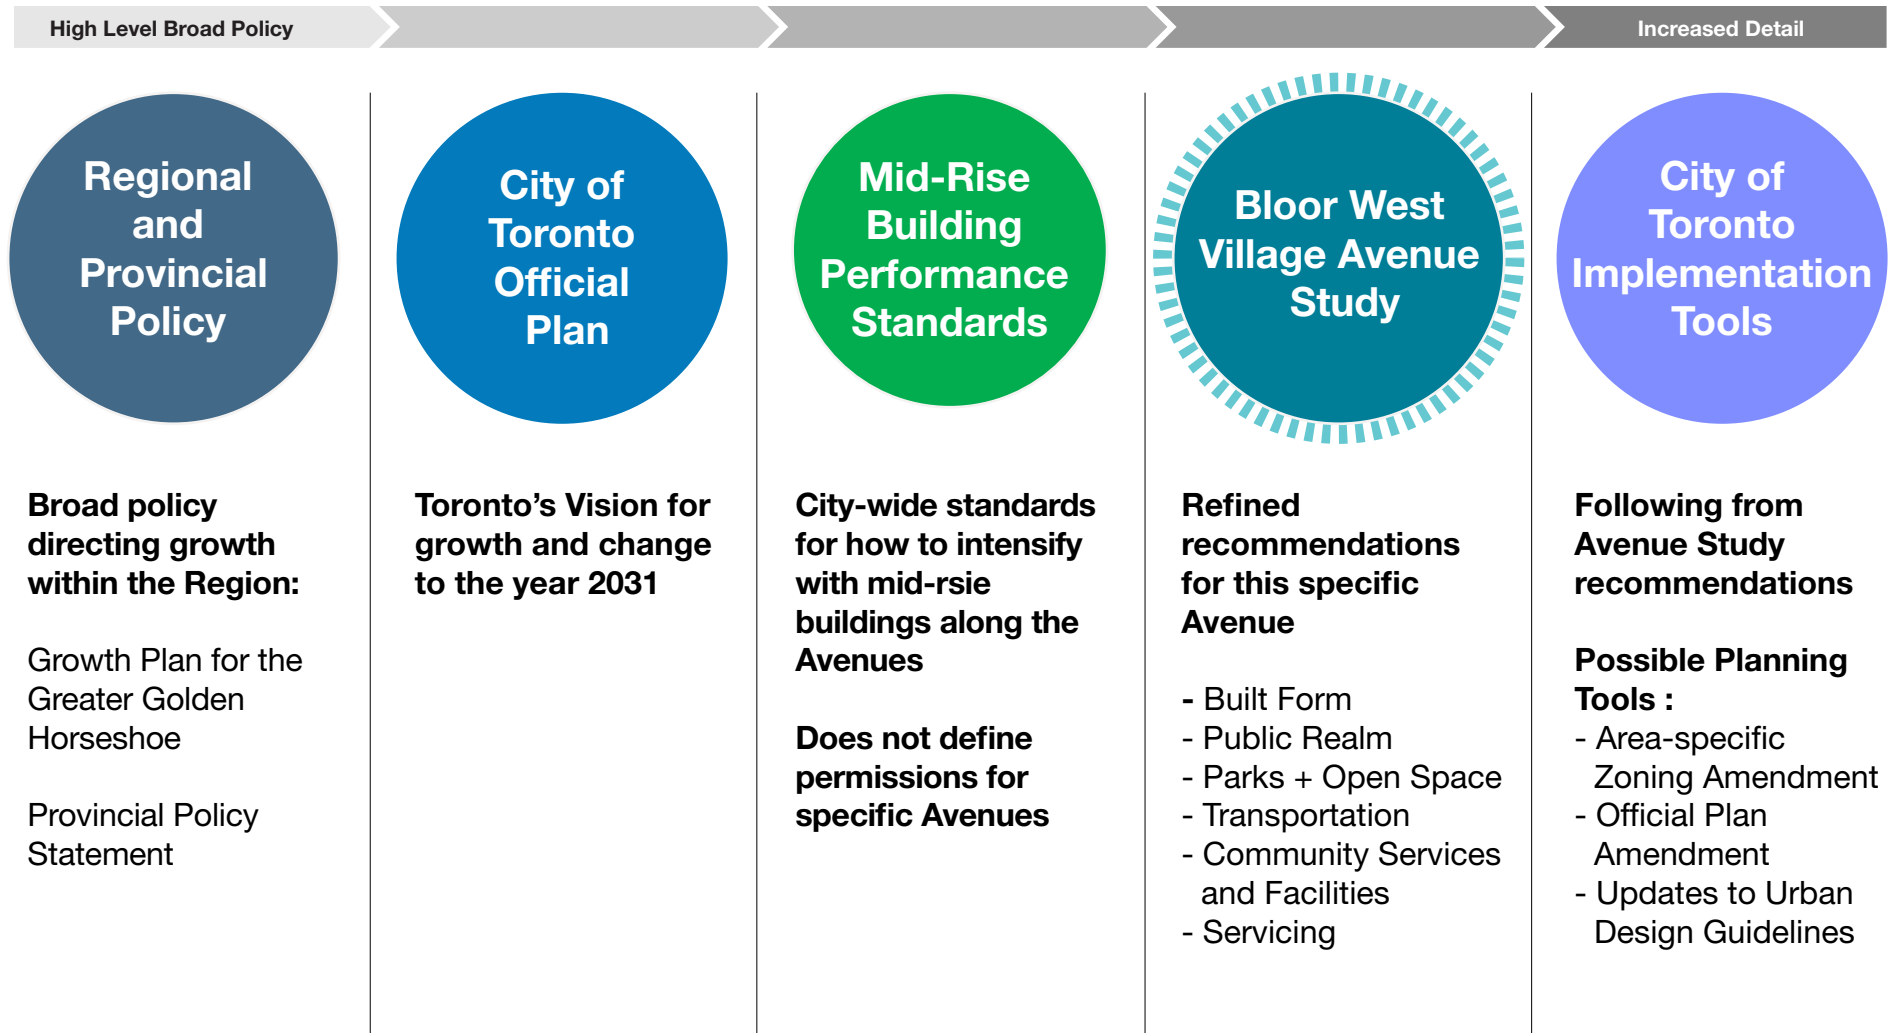 High Level Broad Policy
Increased Detail
Regional
and
Provincial
Policy
City of
Toronto
Official
Plan
Mid-Rise
Building
Performance
Standards
Bloor West
Village Avenue
Study
City of
Toronto
Implementation
Tools
Broad policy
directing growth
within the Region:
Growth Plan for the
Greater Golden
Horseshoe
Provincial Policy
Statement
Toronto’s Vision for
growth and change
to the year 2031
City-wide standards
for how to intensify
with mid-rsie
buildings along the
Avenues
Does not define
permissions for
specific Avenues
Refined
recommendations
for this specific
Avenue
- Built Form
- Public Realm
- Parks + Open Space
- Transportation
- Community Services
and Facilities
- Servicing
Following from
Avenue Study
recommendations
Possible Planning
Tools :
- Area-specific
Zoning Amendment
- Official Plan
Amendment
- Updates to Urban
Design Guidelines